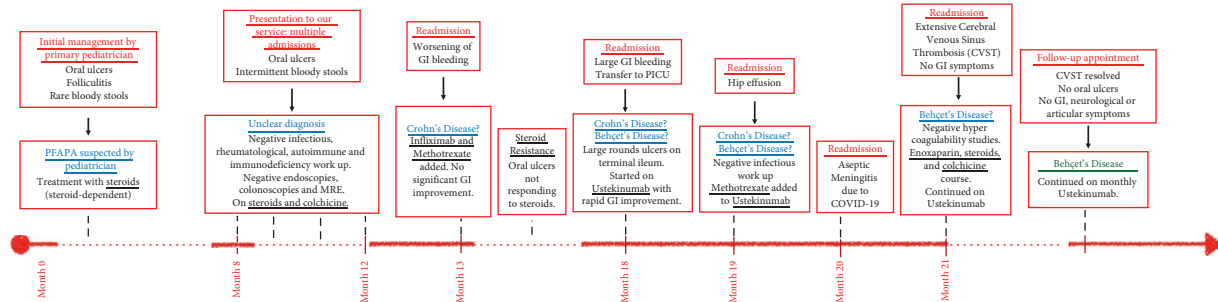 Initial management by
primary pediatrician
Oral ulcers
Folliculitis
Rare bloody stools
PFAPA suspected by
pediatrician
Treatment with steroids
(steroid-dependent)
Presentation to our
service: multiple
admissions
Oral ulcers
Intermittent bloody stools
Unclear diagnosis
Negative infectious,
rheumatological, autoimmune and
immunodeficiency work up.
Negative endoscopies,
colonoscopies and MRE.
On steroids and colchicine.
Readmission
Worsening of
GI bleeding
Crohn's Disease?
Infliximab and
Methotrexate
added. No
significant GI
improvement.
Steroid
Resistance
Oral ulcers
not
responding
to steroids.
Readmission
Large GI bleeding
Transfer to PICU
Crohn's Disease?
Behçet's Disease?
Large rounds ulcers on
terminal ileum.
Started on
Ustekinumab with
rapid GI improvement.
Readmission
Hip effusion
Crohn's Disease?
Behçet's Disease?
Negative infectious
work up
Methotrexate added
to Ustekinumab
Readmission
Aseptic
Meningitis
due to
COVID-19
Readmission
Extensive Cerebral
Venous Sinus
Thrombosis (CVST)
No GI symptoms
Behçet's Disease?
Negative hyper
coagulability studies.
Enoxaparin, steroids,
and colchicine
course.
Continued on
Ustekinumab
Follow-up appointment
CVST resolved
No oral ulcers
No GI, neurological or
articular symptoms
Behçet's Disease
Continued on monthly
Ustekinumab.
Month 0
Month 8
Month 12
Month 13
Month 18
Month 19
Month 20
Month 21